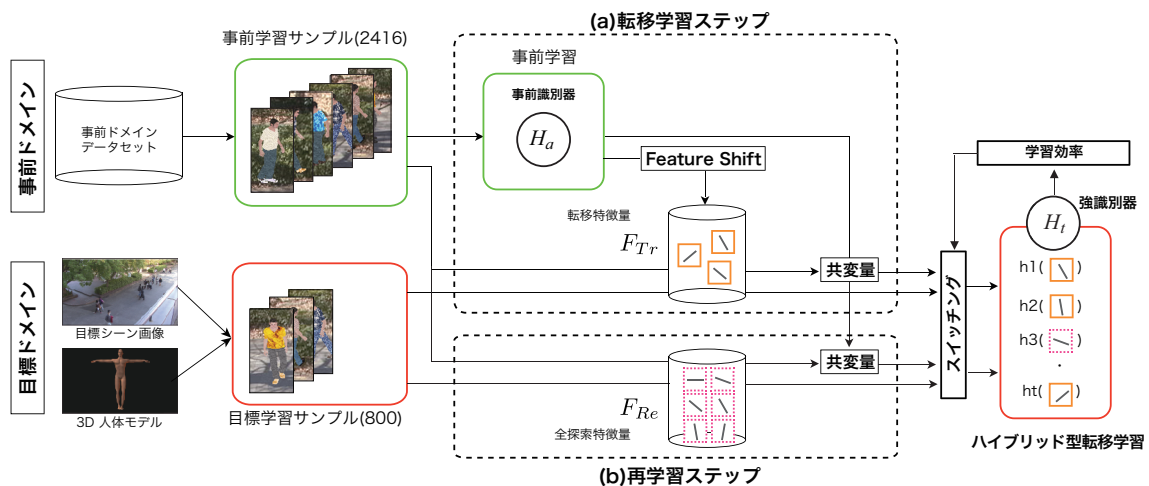 (a)転移学習ステップ
事前学習サンプル(2416)
事前学習
事前ドメイン
事前ドメイン
データセット
事前識別器
Ha
Feature Shift
転移特徴量
FTr
共変量
学習効率
強識別器
Ht
目標ドメイン
目標シーン画像
3D 人体モデル
目標学習サンプル(800)
共変量
FRe
全探索特徴量
(b)再学習ステップ
スイッチング
h1( )
h2( )
h3( )
·
ht( )
ハイブリッド型転移学習